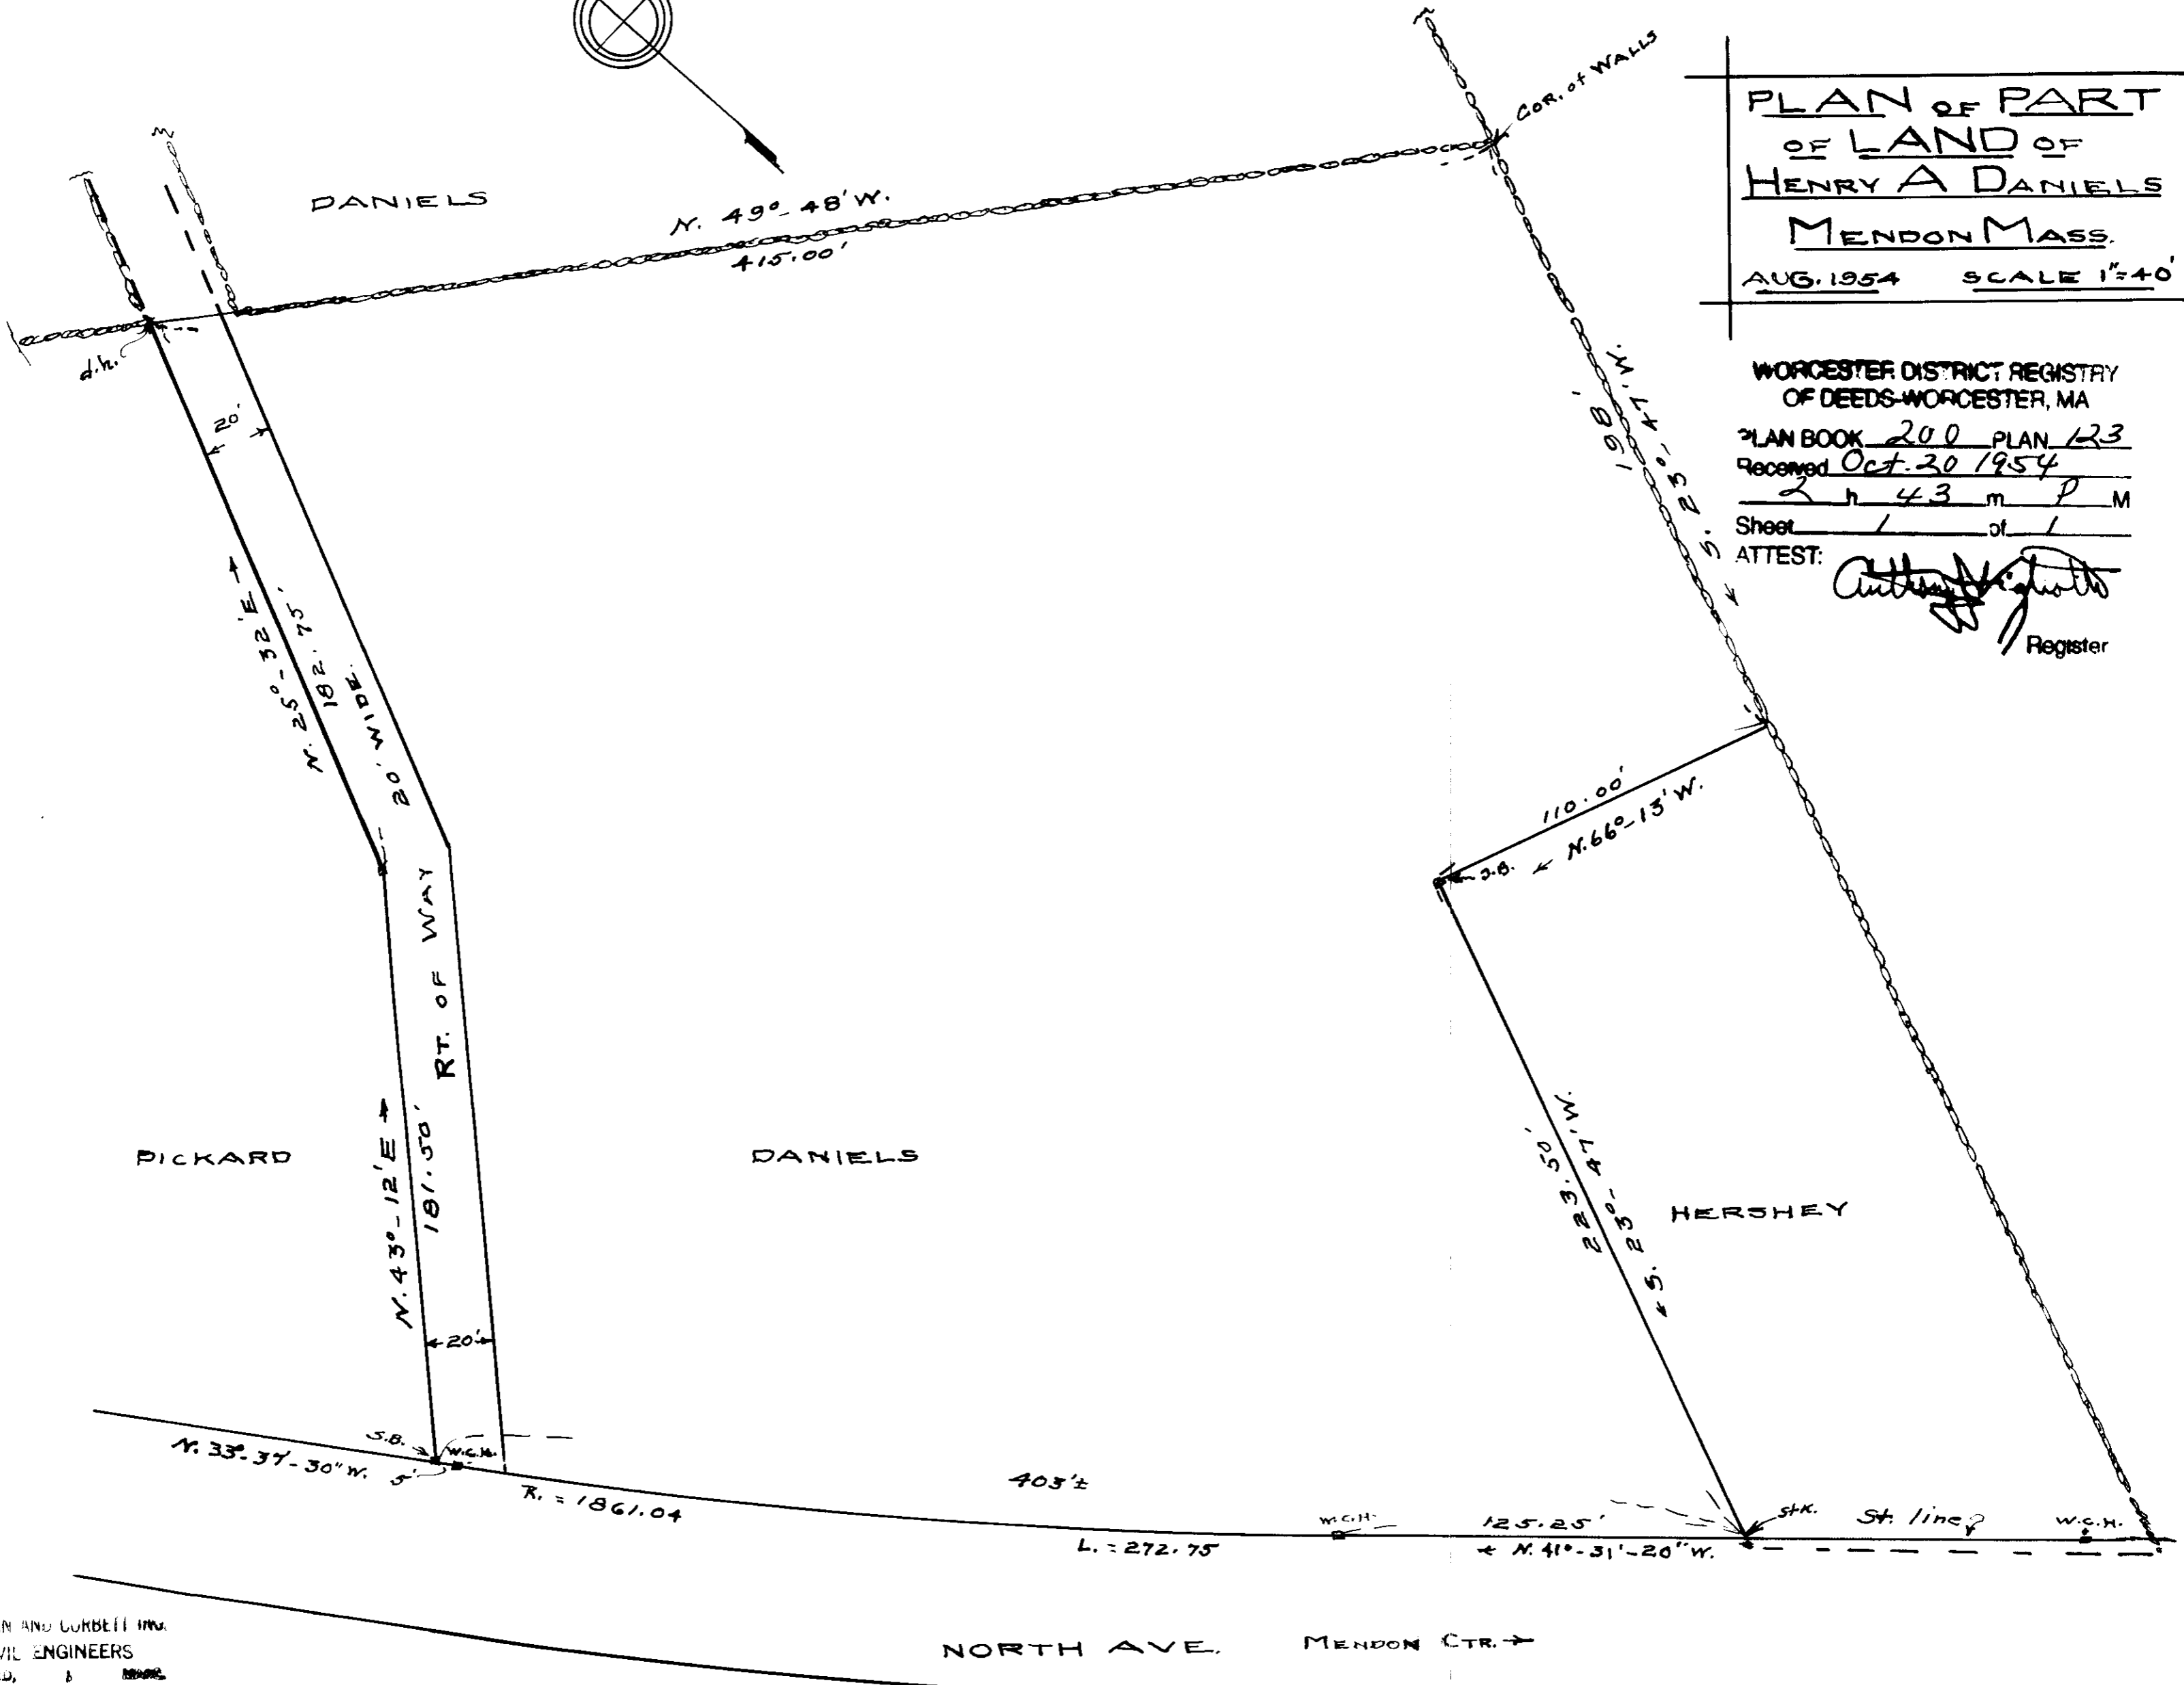 PLAN OF PART
OF LAND OF
HENRY A DANIELS
MENDON MASS.
AUG. 1954 SCALE 1"=40'
WORCESTER DISTRICT REGISTRY
OF DEEDS-WORCESTER, MA
PLAN BOOK 200 PLAN 123
Received Oct. 20 1954
2 h 43 m P M
Sheet 1 of 1
ATTEST:
Register
COR. of WALLS
DANIELS
N. 49°-48'W.
415.00'
d.h.
20'
198'
S. 23°-47'W.
N. 25°-32'E
182.75'
20' WIDE.
RT. OF WAY
110.00'
N. 66°-13'W.
S.B.
N. 43°-12'E
181.50'
PICKARD
DANIELS
223.50'
S. 23°-47'W.
HERSHEY
20'
N. 33°-37'-30" W.
S.B.
W.C.H.
5'
R. = 1861.04
403'±
L. = 272.75
W.C.H.
125.25'
N. 41°-31'-20" W.
Stk.
St. line
W.C.H.
NORTH AVE. MENDON CTR.
N AND CORBETT INC.
VIL ENGINEERS